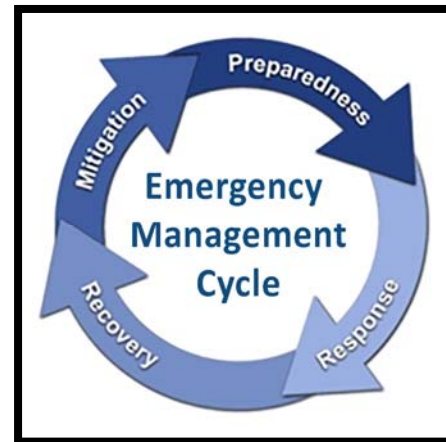 Preparedness
Mitigation
Emergency
Management
Cycle
Response
Recovery